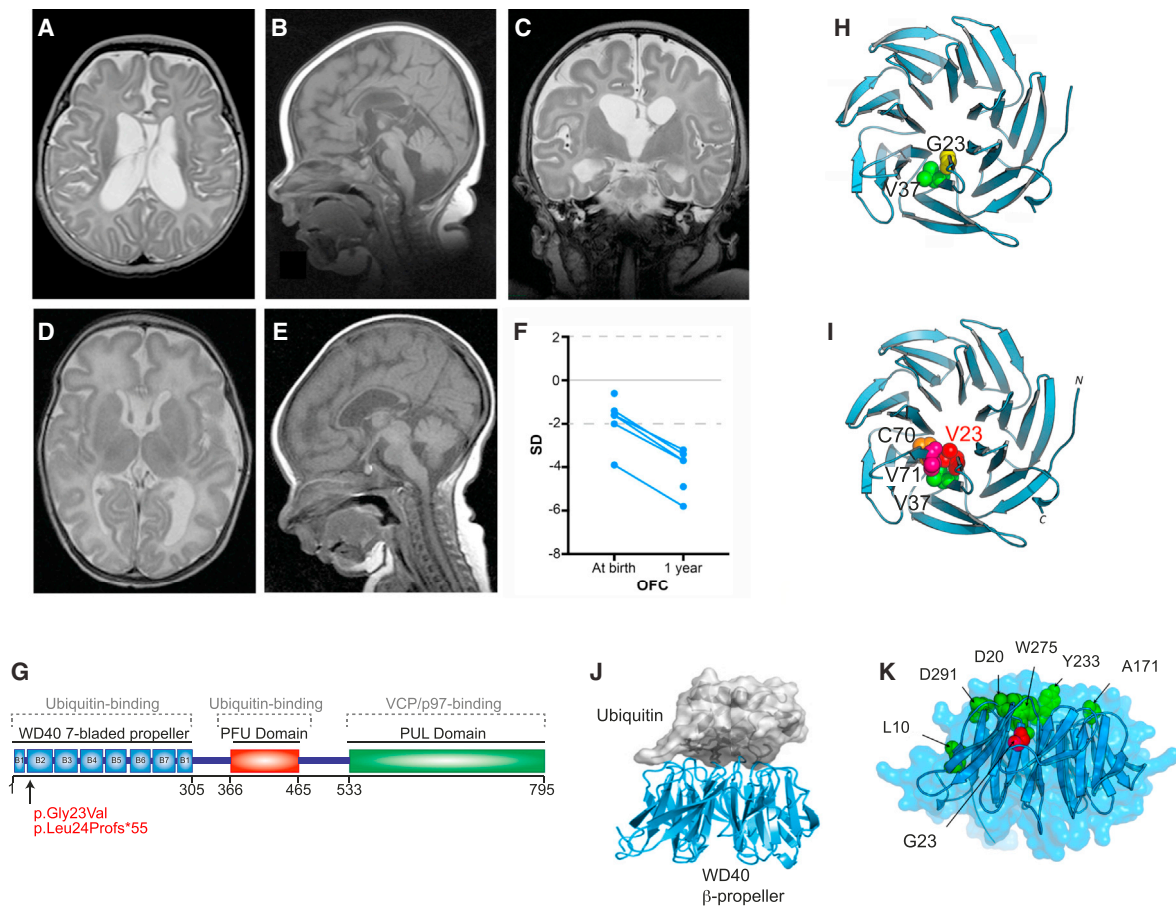 A
B
C
D
E
F
2
0
-2
-4
-6
-8
SD
At birth 1 year
OFC
H
G23
V37
I
N
C70 V23
V71
V37
C
G
Ubiquitin-binding Ubiquitin-binding VCP/p97-binding
WD40 7-bladed propeller PFU Domain PUL Domain
B1 B2 B3 B4 B5 B6 B7 B1
1 305 366 465 533 795
p.Gly23Val
p.Leu24Profs*55
J
Ubiquitin
WD40
β-propeller
K
W275
D20 Y233
D291 A171
L10
G23